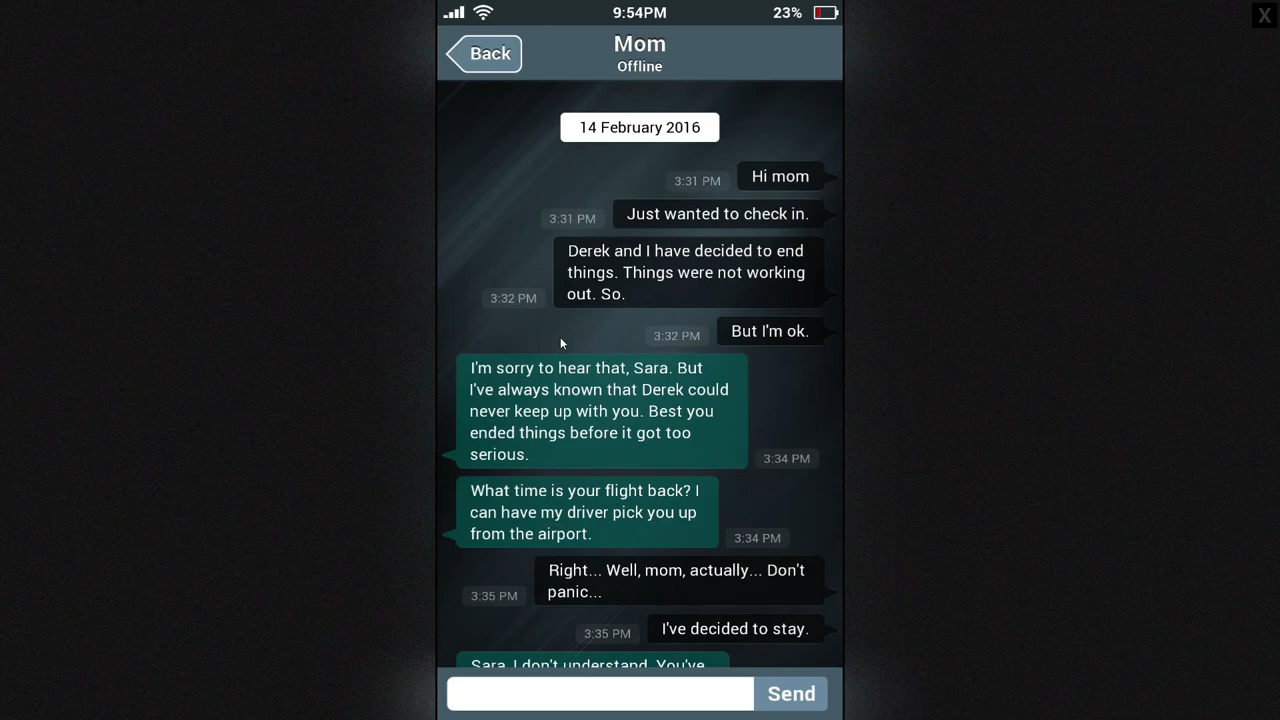 9:54PM
23%
X
Back
Mom
Offline
14 February 2016
3:31 PM
Hi mom
3:31 PM
Just wanted to check in.
Derek and I have decided to end
things. Things were not working
out. So.
3:32 PM
3:32 PM
But I'm ok.
I'm sorry to hear that, Sara. But
I've always known that Derek could
never keep up with you. Best you
ended things before it got too
serious.
3:34 PM
What time is your flight back? I
can have my driver pick you up
from the airport.
3:34 PM
Right... Well, mom, actually... Don't
panic...
3:35 PM
3:35 PM
I've decided to stay.
Sara, I don't understand. You've
Send